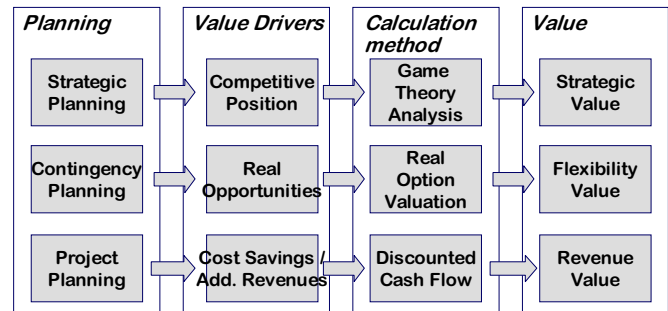 Planning
Value Drivers
Calculation
method
Value
Strategic
Planning
Competitive
Position
Game
Theory
Analysis
Strategic
Value
Contingency
Planning
Real
Opportunities
Real
Option
Valuation
Flexibility
Value
Project
Planning
Cost Savings /
Add. Revenues
Discounted
Cash Flow
Revenue
Value